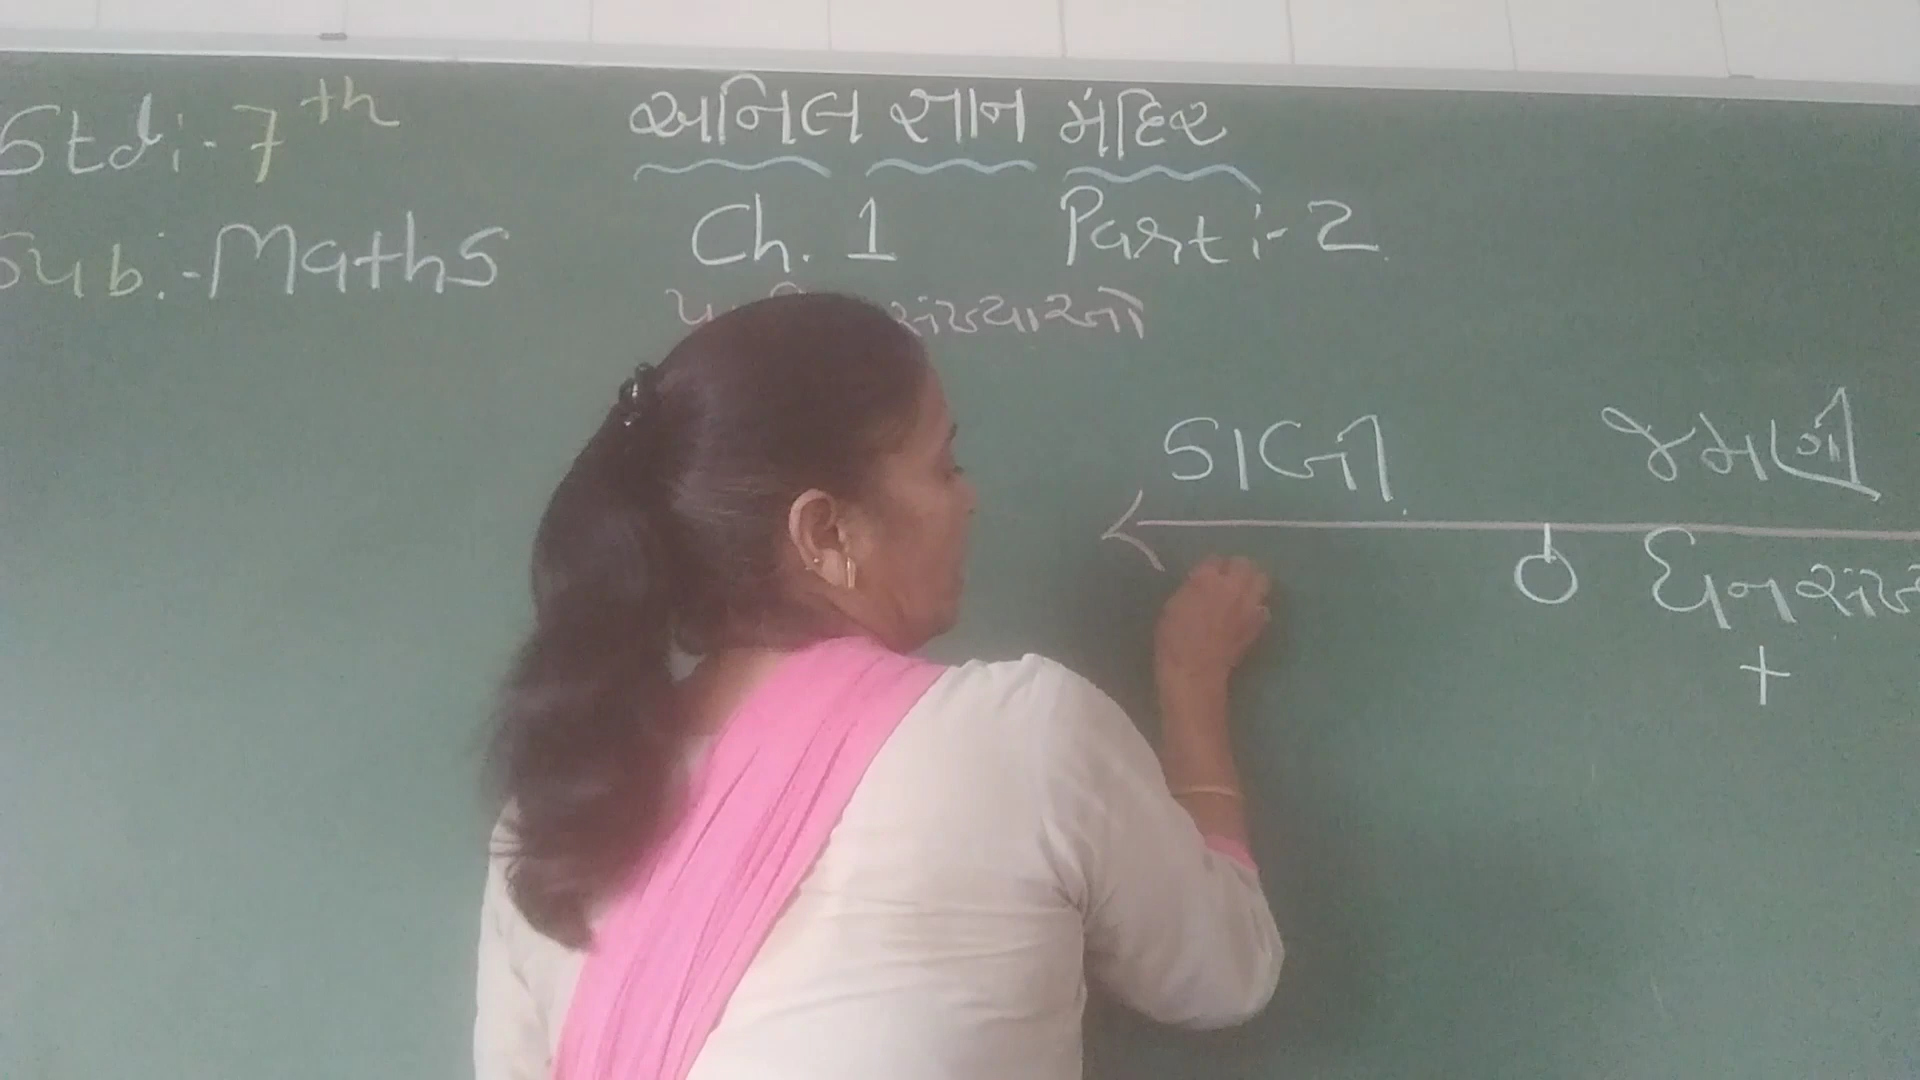 Std:- 7th
અનિલ જ્ઞાન મંદિર
Sub:- Maths
Ch. 1 Part:- 2
સંખ્યાઓ
ડાબી જમણી
0 ધન
+